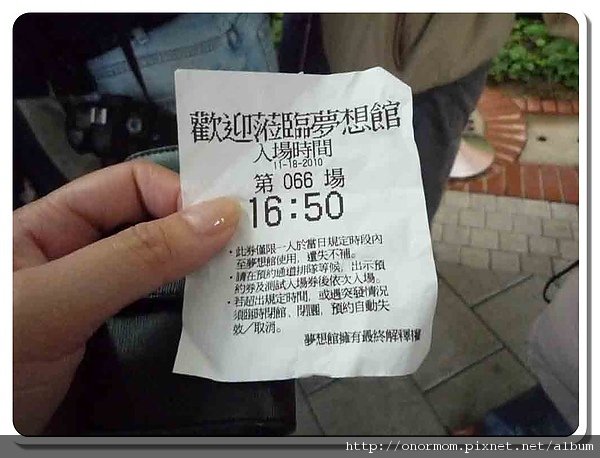 歡迎蒞臨夢想館
入場時間
11-18-2010
第 066 場
16:50
・此券僅限一人於當日規定時段內
至夢想館使用，遺失不補。
・請在預約通道排隊等候，出示預
約券及測試入場券後依次入場。
・若超出規定時間，或遇突發情況
須臨時閉館、閉園，預約自動失
效／取消。
夢想館擁有最終解釋權
http://onormom.pixnet.net/album